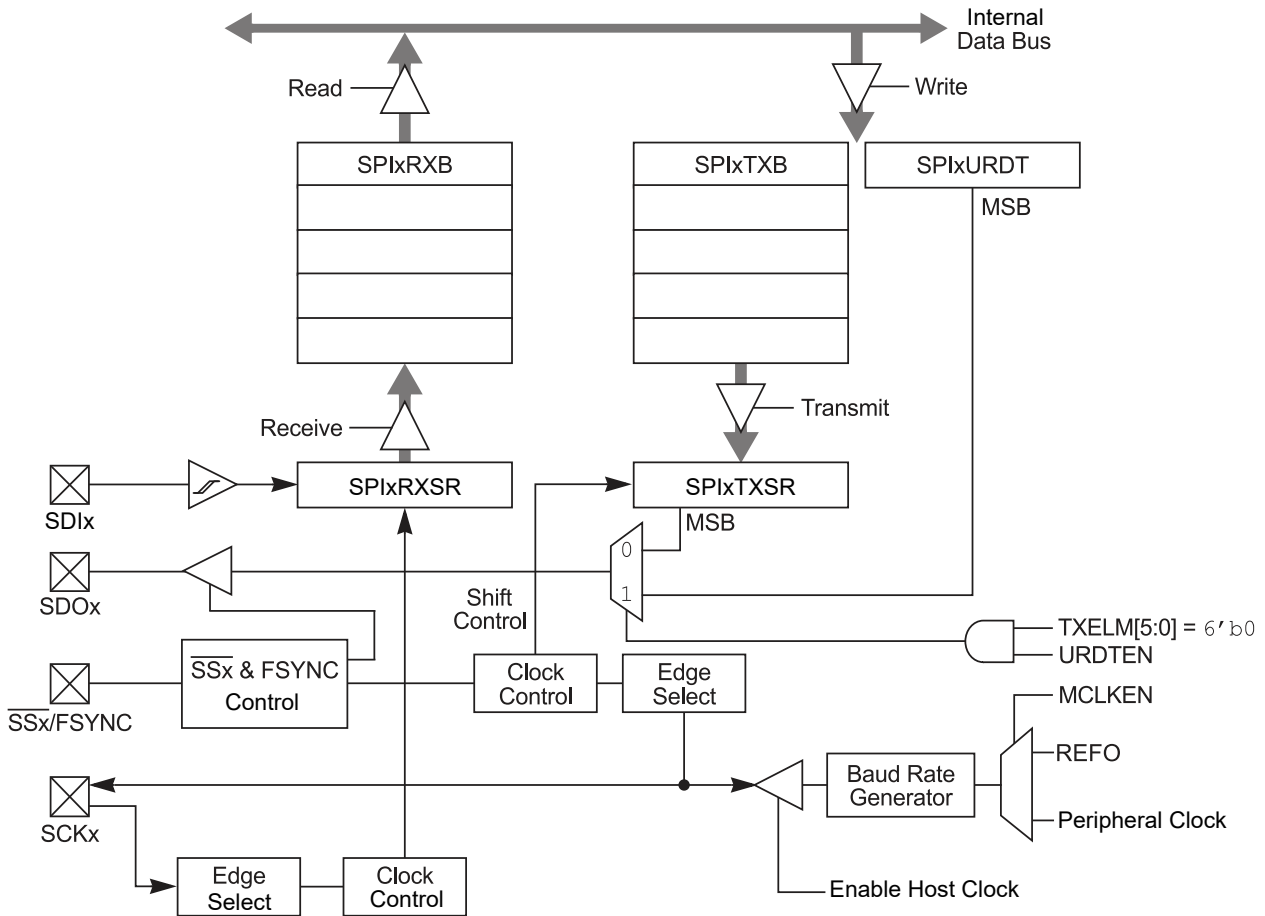 Internal
Data Bus
Read
Write
SPIxRXB
SPIxTXB
SPIxURDT
MSB
Transmit
Receive
SPIxRXSR
SPIxTXSR
SDIx
MSB
0
SDOx
1
Shift
Control
TXELM[5:0] = 6'b0
URDTEN
SSx & FSYNC
Control
Clock
Control
Edge
Select
SSx/FSYNC
MCLKEN
REFO
Baud Rate
Generator
SCKx
Peripheral Clock
Edge
Select
Clock
Control
Enable Host Clock